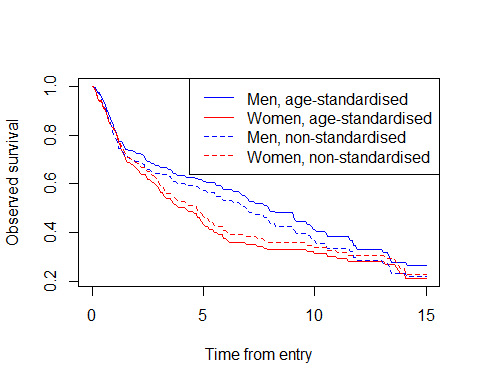 Men, age-standardised
Women, age-standardised
Men, non-standardised
Women, non-standardised
Observed survival
1.0
0.8
0.6
0.4
0.2
0
5
10
15
Time from entry